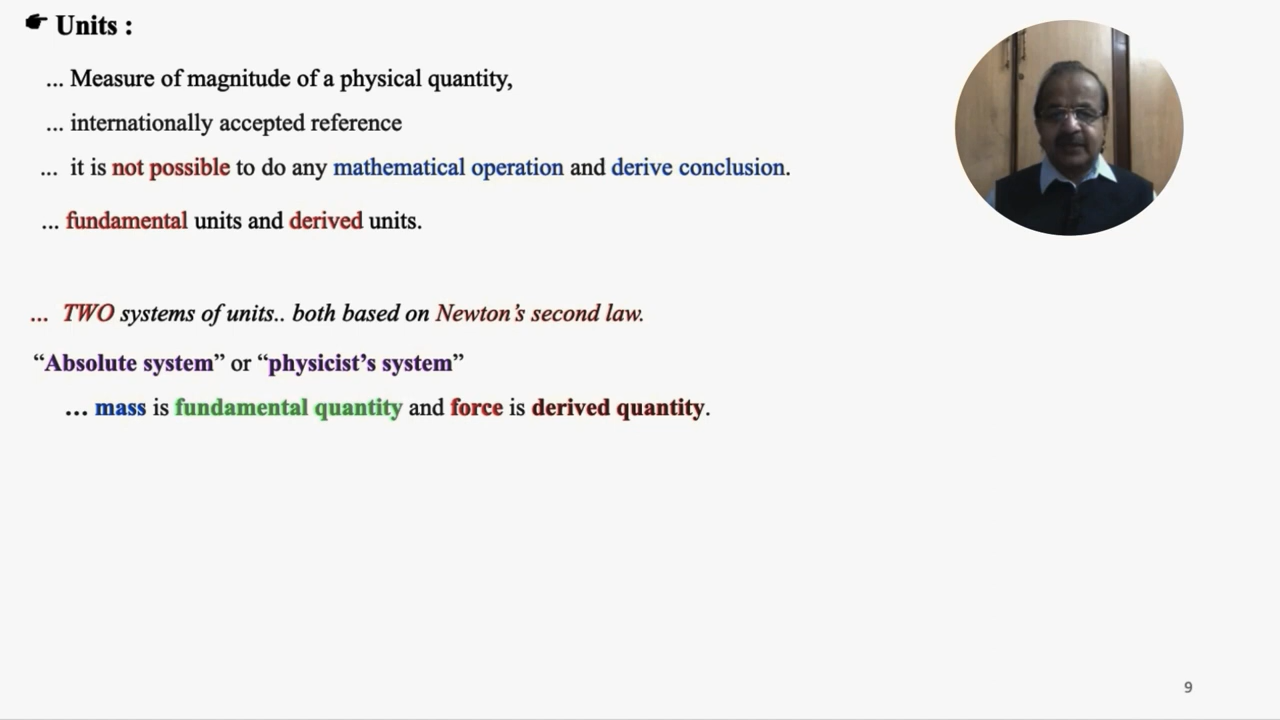 ☛ Units :
... Measure of magnitude of a physical quantity,
... internationally accepted reference
... it is not possible to do any mathematical operation and derive conclusion.
... fundamental units and derived units.
... TWO systems of units.. both based on Newton’s second law.
“Absolute system” or “physicist’s system”
... mass is fundamental quantity and force is derived quantity.
9